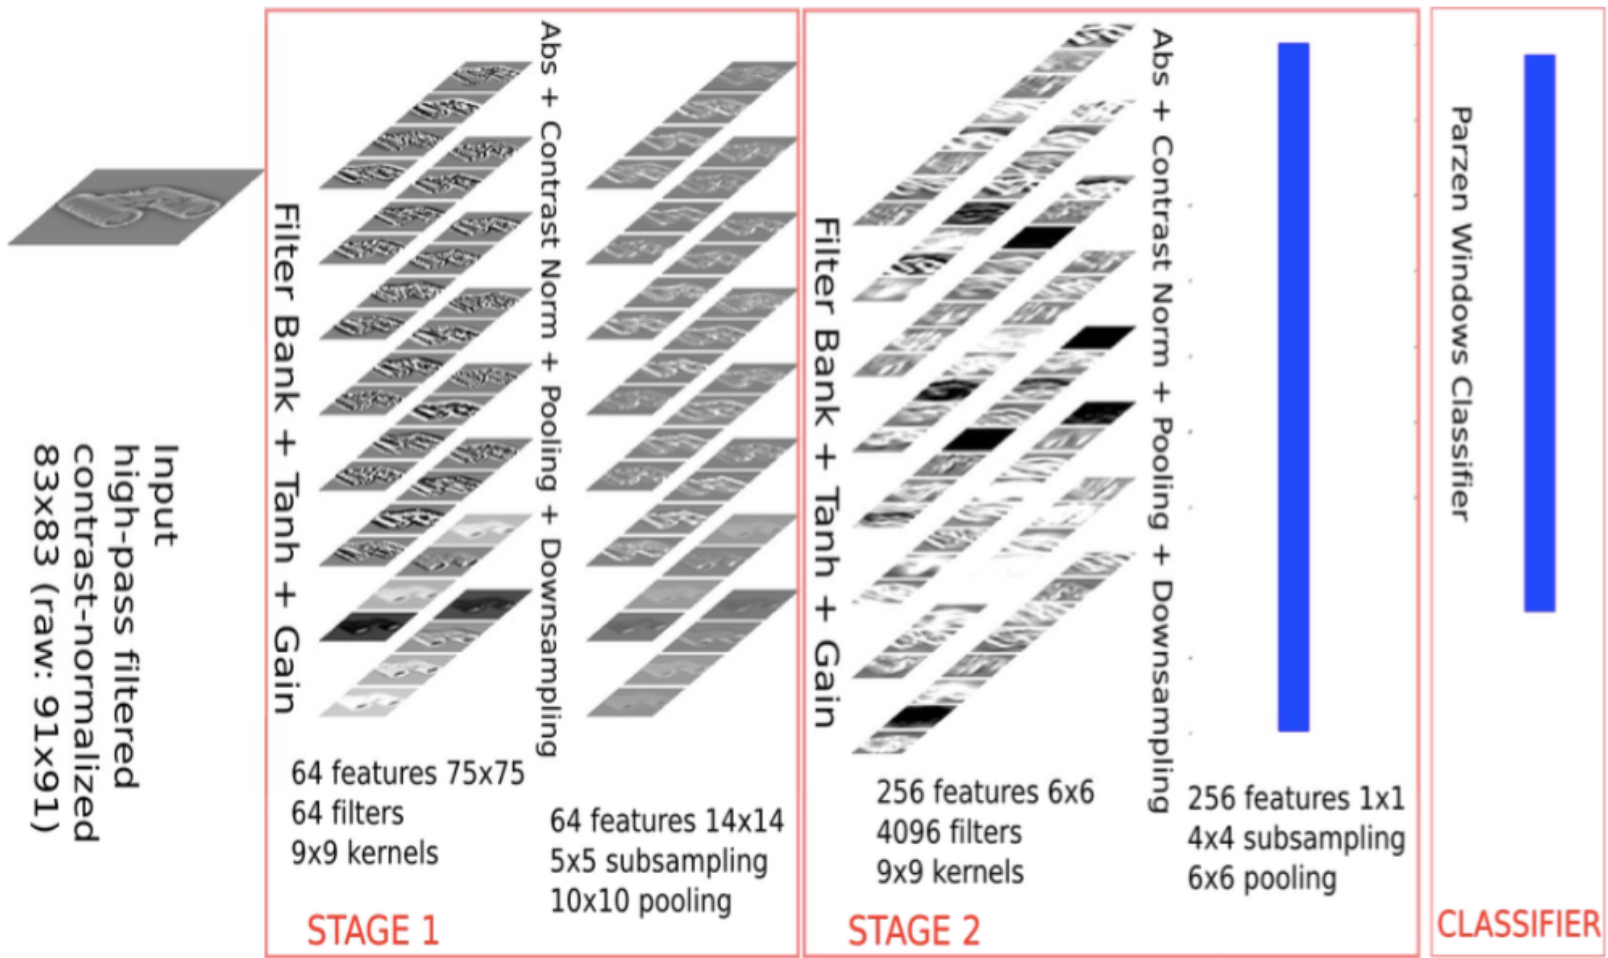 Input
high-pass filtered
contrast-normalized
83x83 (raw: 91x91)
Filter Bank + Tanh + Gain
64 features 75x75
64 filters
9x9 kernels
Abs + Contrast Norm + Pooling + Downsampling
64 features 14x14
5x5 subsampling
10x10 pooling
STAGE 1
Filter Bank + Tanh + Gain
256 features 6x6
4096 filters
9x9 kernels
Abs + Contrast Norm + Pooling + Downsampling
256 features 1x1
4x4 subsampling
6x6 pooling
STAGE 2
Parzen Windows Classifier
CLASSIFIER